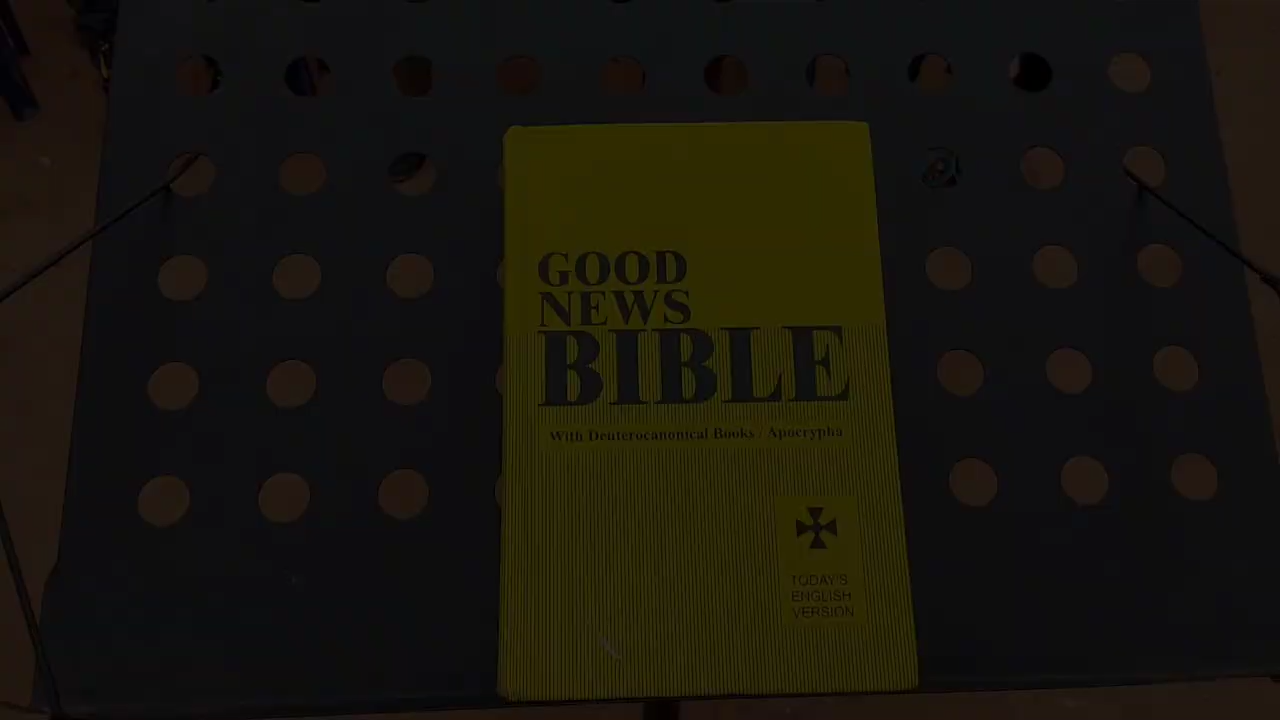 GOOD
NEWS
BIBLE
With Deuterocanonical Books / Apocrypha
TODAY'S
ENGLISH
VERSION